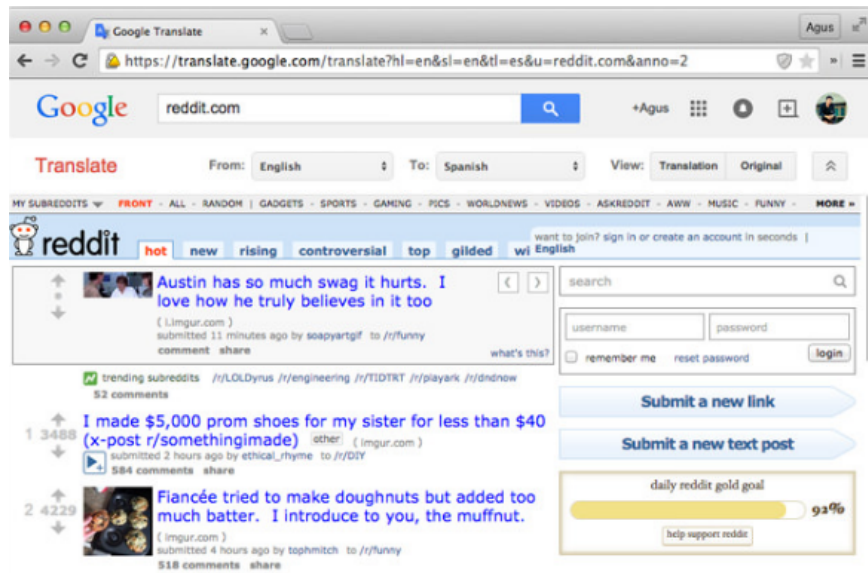 Google Translate
Agus
https://translate.google.com/translate?hl=en&sl=en&tl=es&u=reddit.com&anno=2
Google reddit.com +Agus
Translate From: English To: Spanish View: Translation Original
MY SUBREDDITS FRONT - ALL - RANDOM | GADGETS - SPORTS - GAMING - PICS - WORLDNEWS - VIDEOS - ASKREDDIT - AWW - MUSIC - FUNNY - MORE »
reddit hot new rising controversial top gilded wi
want to join? sign in or create an account in seconds |
English
Austin has so much swag it hurts. I
love how he truly believes in it too
( i.imgur.com )
submitted 11 minutes ago by soapyartgif to /r/funny
comment share
what's this?
trending subreddits /r/LOLDyrus /r/engineering /r/TIDTRT /r/playark /r/dndnow
52 comments
1 3488 I made $5,000 prom shoes for my sister for less than $40
(x-post r/somethingimade) other ( imgur.com )
submitted 2 hours ago by ethical_rhyme to /r/DIY
584 comments share
2 4229 Fiancée tried to make doughnuts but added too
much batter. I introduce to you, the muffnut.
( imgur.com )
submitted 4 hours ago by tophmitch to /r/funny
518 comments share
search
username password
remember me reset password login
Submit a new link
Submit a new text post
daily reddit gold goal
92%
help support reddit